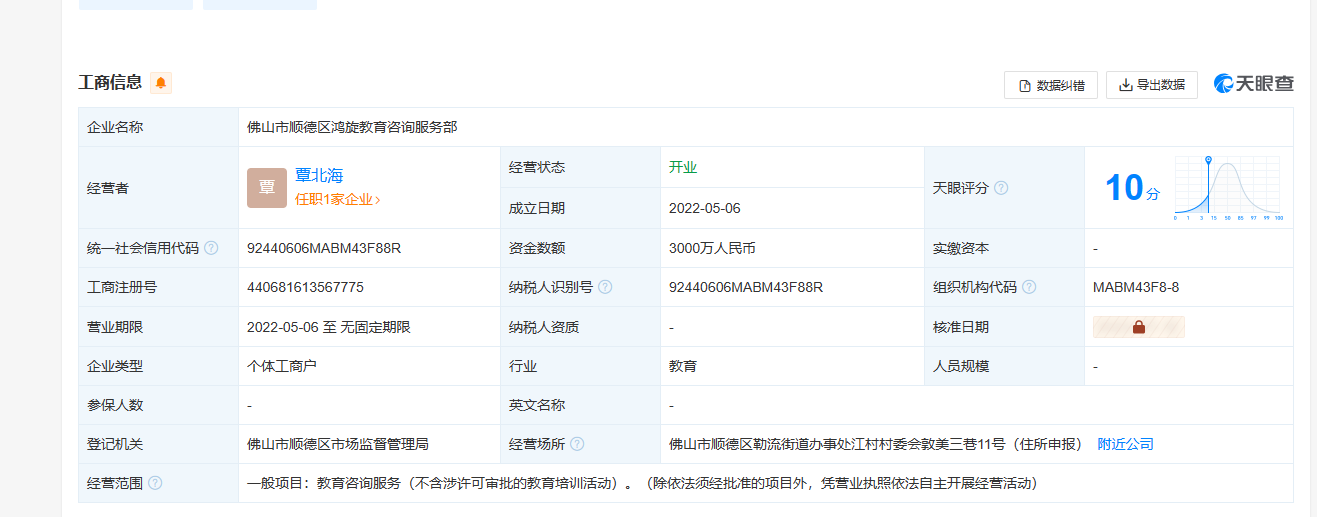 工商信息
数据纠错 导出数据 天眼查
企业名称 佛山市顺德区鸿旋教育咨询服务部
经营者 覃 覃北海 任职1家企业 >
经营状态 开业
成立日期 2022-05-06
天眼评分 ? 10分
0 1 3 15 50 85 97 99 100
统一社会信用代码 ? 92440606MABM43F88R 资金数额 3000万人民币 实缴资本 -
工商注册号 440681613567775 纳税人识别号 ? 92440606MABM43F88R 组织机构代码 ? MABM43F8-8
营业期限 2022-05-06 至 无固定期限 纳税人资质 - 核准日期
企业类型 个体工商户 行业 教育 人员规模 -
参保人数 - 英文名称 -
登记机关 佛山市顺德区市场监督管理局 经营场所 ? 佛山市顺德区勒流街道办事处江村村委会敦美三巷11号（住所申报） 附近公司
经营范围 ? 一般项目：教育咨询服务（不含涉许可审批的教育培训活动）。（除依法须经批准的项目外，凭营业执照依法自主开展经营活动）